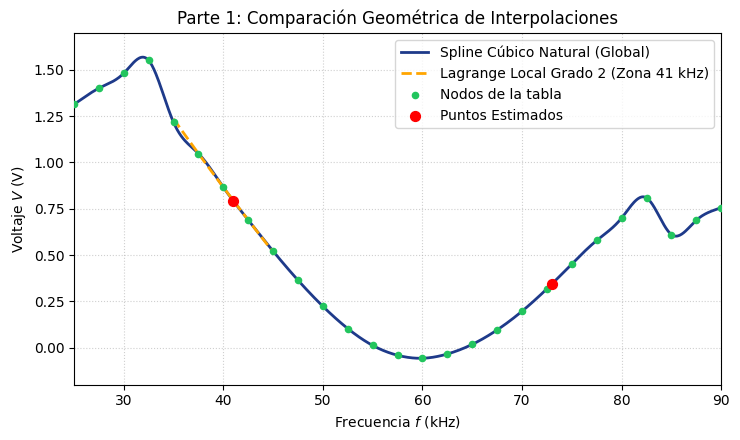 Parte 1: Comparación Geométrica de Interpolaciones
Spline Cúbico Natural (Global)
Lagrange Local Grado 2 (Zona 41 kHz)
Nodos de la tabla
Puntos Estimados
Voltaje V (V)
1.50
1.25
1.00
0.75
0.50
0.25
0.00
30 40 50 60 70 80 90
Frecuencia f (kHz)